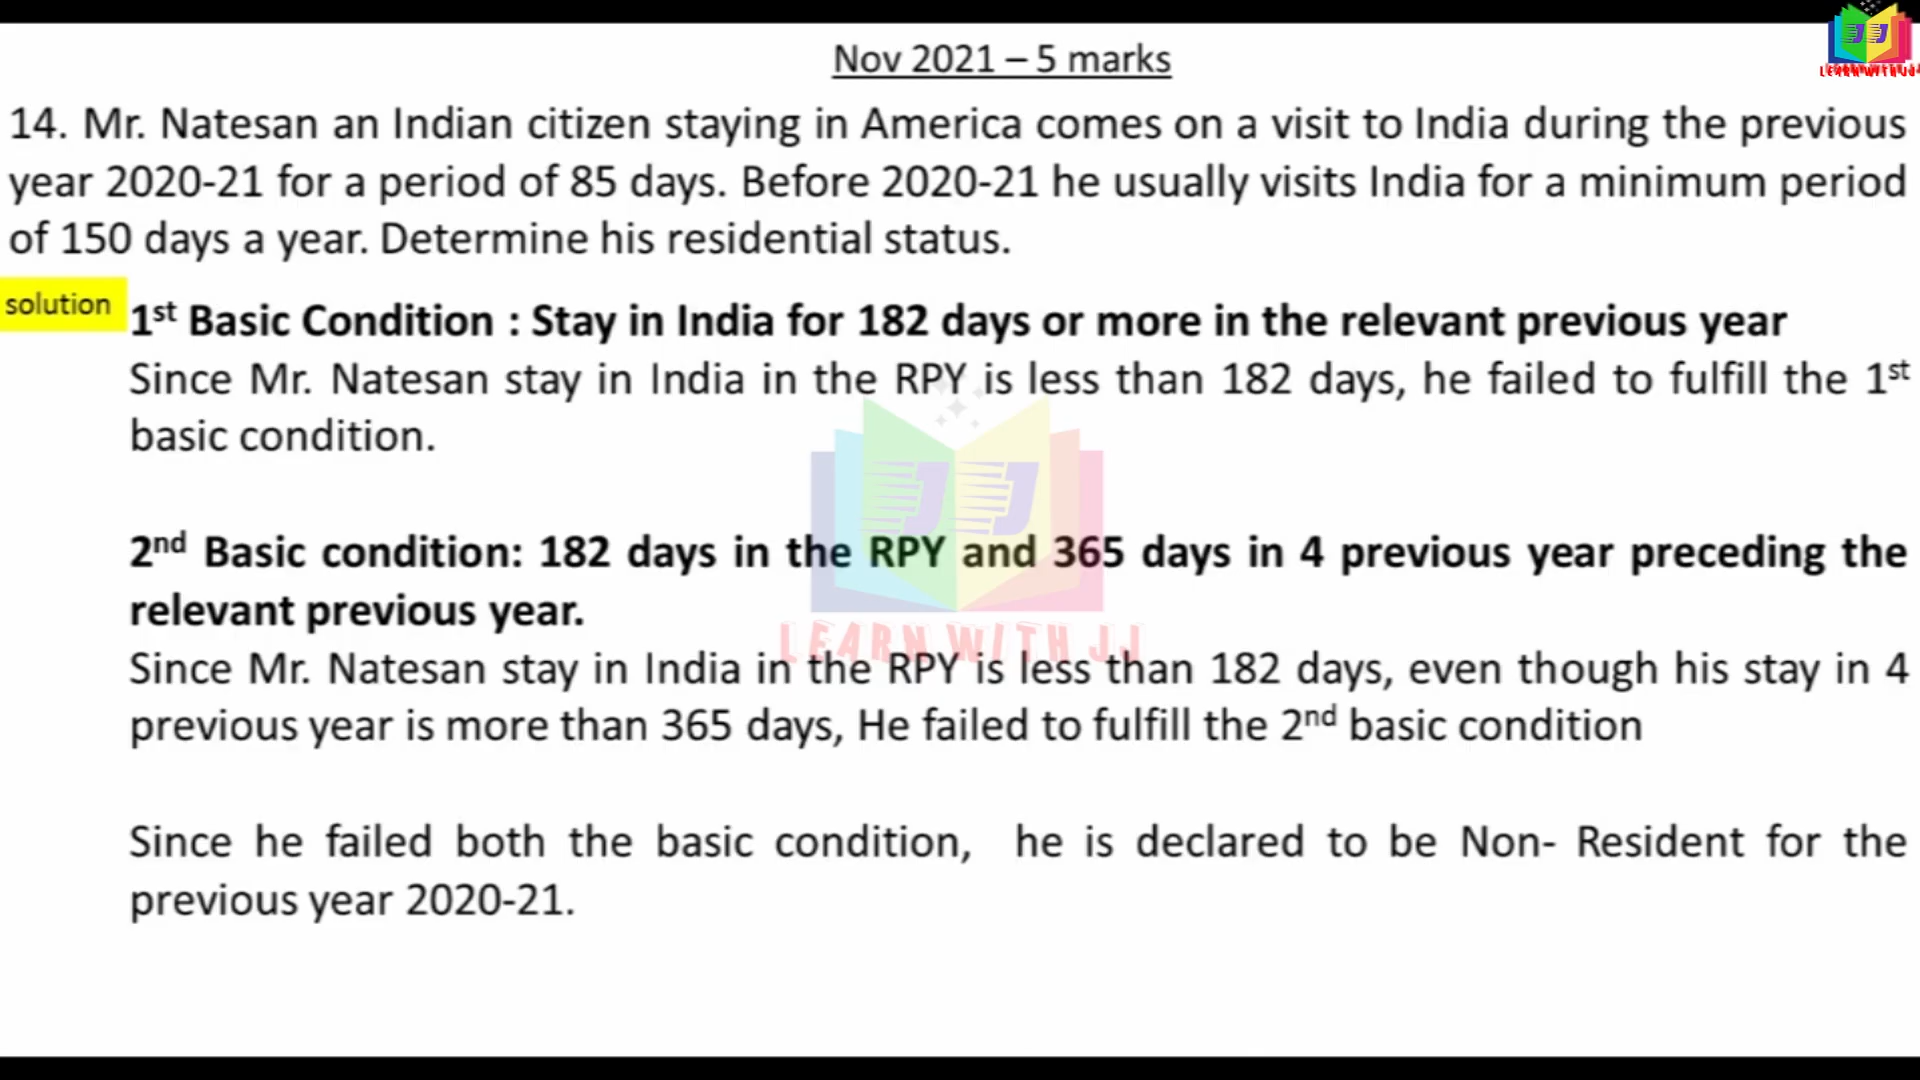 Nov 2021 – 5 marks
LEARN WITH JJ
14. Mr. Natesan an Indian citizen staying in America comes on a visit to India during the previous
year 2020-21 for a period of 85 days. Before 2020-21 he usually visits India for a minimum period
of 150 days a year. Determine his residential status.
solution
1st Basic Condition : Stay in India for 182 days or more in the relevant previous year
Since Mr. Natesan stay in India in the RPY is less than 182 days, he failed to fulfill the 1st
basic condition.
JJ
2nd Basic condition: 182 days in the RPY and 365 days in 4 previous year preceding the
relevant previous year.
LEARN WITH JJ
Since Mr. Natesan stay in India in the RPY is less than 182 days, even though his stay in 4
previous year is more than 365 days, He failed to fulfill the 2nd basic condition
Since he failed both the basic condition, he is declared to be Non- Resident for the
previous year 2020-21.